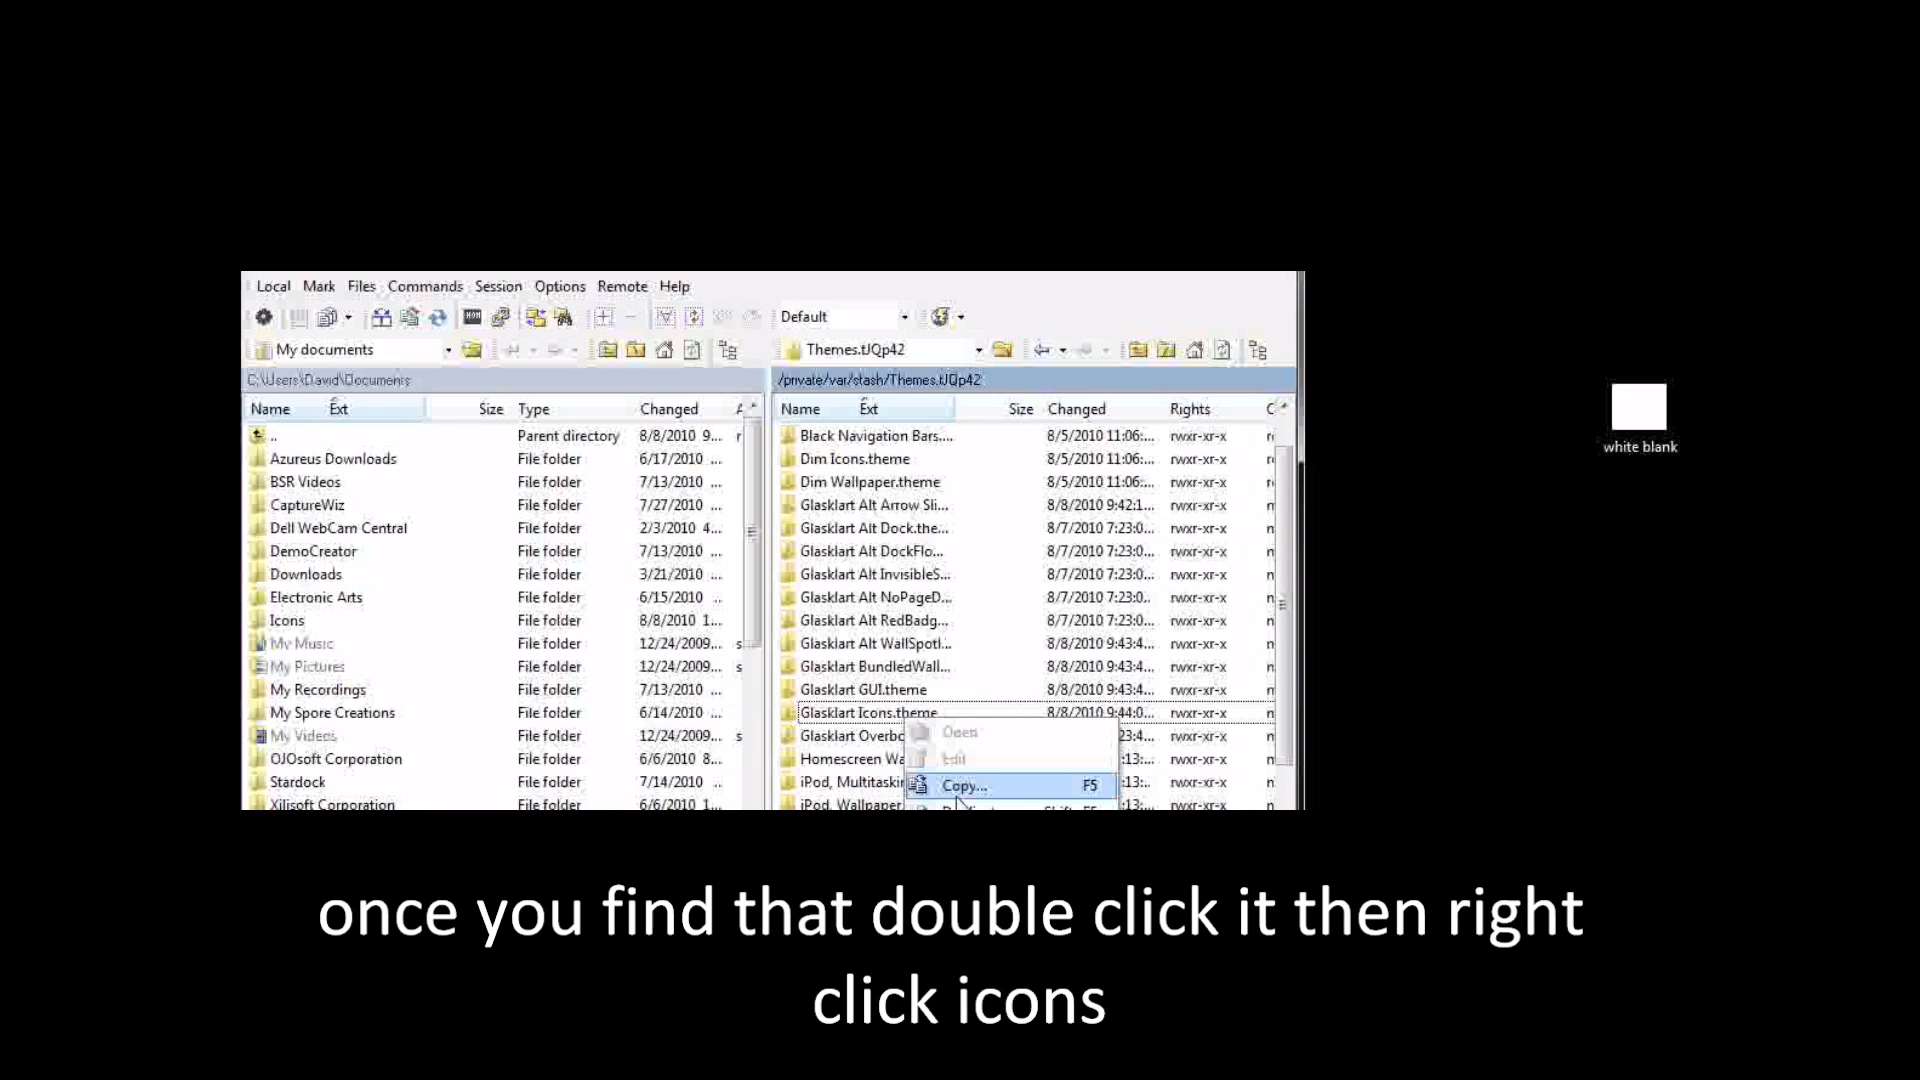 Local Mark Files Commands Session Options Remote Help
Default
My documents Themes.tJQp42
C:\Users\David\Documents /private/var/stash/Themes.tJQp42
Name Ext Size Type Changed Name Ext Size Changed Rights
.. Parent directory 8/8/2010 9... Black Navigation Bars.... 8/5/2010 11:06:... rwxr-xr-x
Azureus Downloads File folder 6/17/2010 ... Dim Icons.theme 8/5/2010 11:06:... rwxr-xr-x
BSR Videos File folder 7/13/2010 ... Dim Wallpaper.theme 8/5/2010 11:06:... rwxr-xr-x
CaptureWiz File folder 7/27/2010 ... Glasklart Alt Arrow Sli... 8/8/2010 9:42:1... rwxr-xr-x
Dell WebCam Central File folder 2/3/2010 4... Glasklart Alt Dock.the... 8/7/2010 7:23:0... rwxr-xr-x
DemoCreator File folder 7/13/2010 ... Glasklart Alt DockFlo... 8/7/2010 7:23:0... rwxr-xr-x
Downloads File folder 3/21/2010 ... Glasklart Alt InvisibleS... 8/7/2010 7:23:0... rwxr-xr-x
Electronic Arts File folder 6/15/2010 ... Glasklart Alt NoPageD... 8/7/2010 7:23:0... rwxr-xr-x
Icons File folder 8/8/2010 1... Glasklart Alt RedBadg... 8/7/2010 7:23:0... rwxr-xr-x
My Music File folder 12/24/2009... s Glasklart Alt WallSpotl... 8/8/2010 9:43:4... rwxr-xr-x
My Pictures File folder 12/24/2009... s Glasklart BundledWall... 8/8/2010 9:43:4... rwxr-xr-x
My Recordings File folder 7/13/2010 ... Glasklart GUI.theme 8/8/2010 9:43:4... rwxr-xr-x
My Spore Creations File folder 6/14/2010 ... Glasklart Icons.theme 8/8/2010 9:44:0... rwxr-xr-x
My Videos File folder 12/24/2009... s Glasklart Overbo Open 23:4... rwxr-xr-x
OJOsoft Corporation File folder 6/6/2010 8... Homescreen Wa Edit :13:... rwxr-xr-x
Stardock File folder 7/14/2010 ... iPod, Multitaskin Copy... F5 :13:... rwxr-xr-x
Xilisoft Corporation File folder 6/6/2010 1... iPod, Wallpaper :13:... rwxr-xr-x
white blank
once you find that double click it then right
click icons